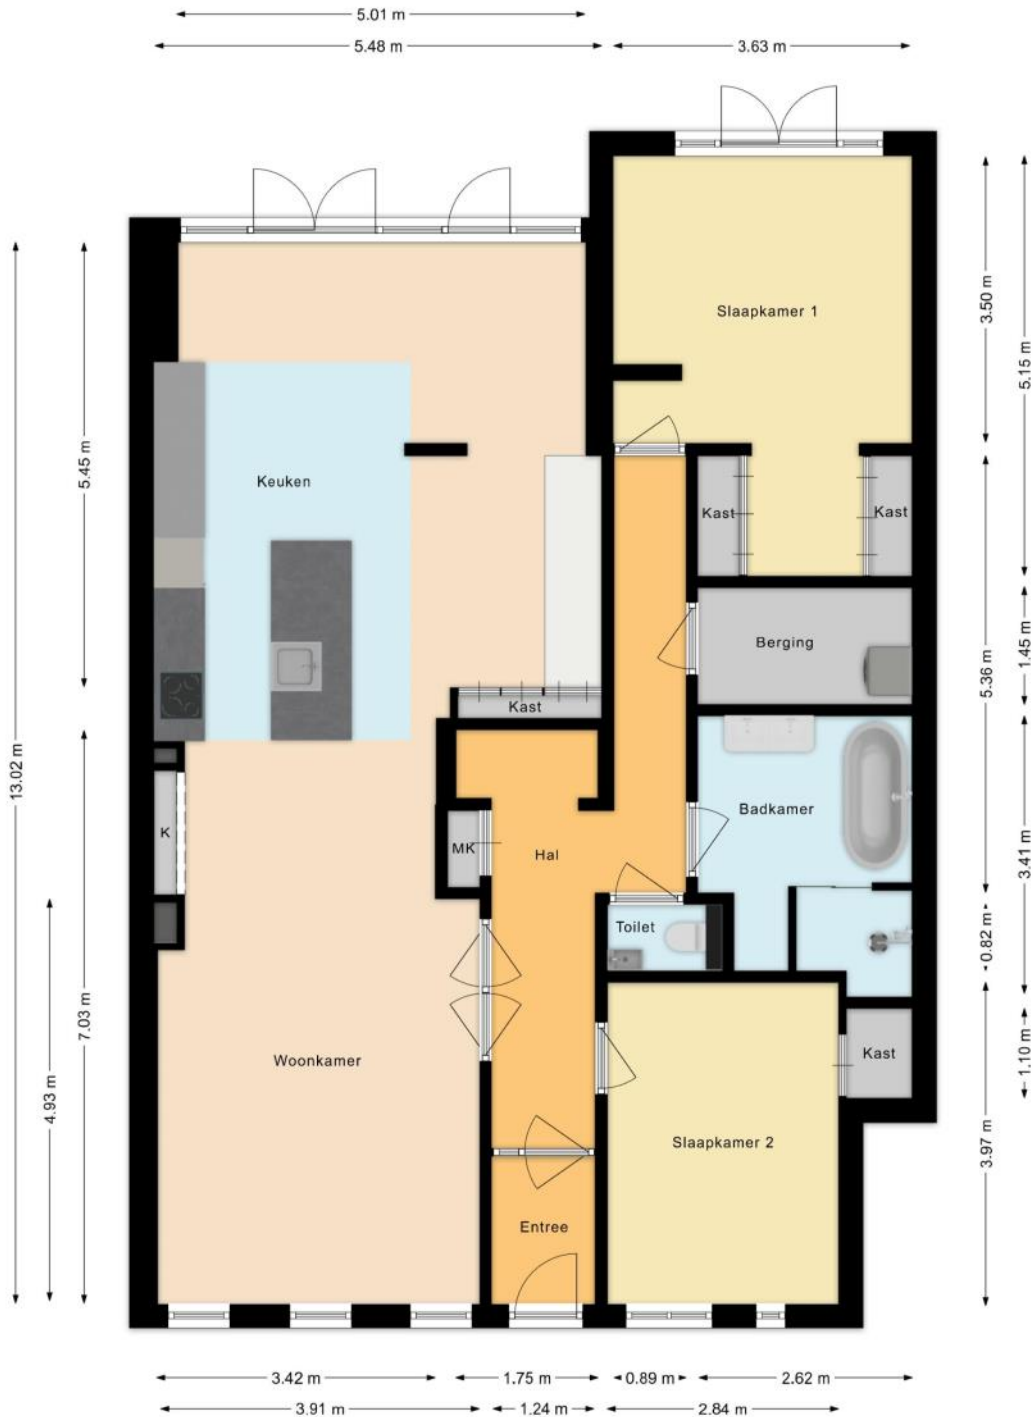 5.01 m
5.48 m
3.63 m
Slaapkamer 1
3.50 m
5.15 m
5.45 m
Keuken
Kast
Kast
Berging
1.45 m
5.36 m
Kast
13.02 m
K
MK
Hal
Badkamer
3.41 m
Toilet
0.82 m
7.03 m
4.93 m
Woonkamer
Kast
1.10 m
Slaapkamer 2
3.97 m
Entree
3.42 m
1.75 m
0.89 m
2.62 m
3.91 m
1.24 m
2.84 m